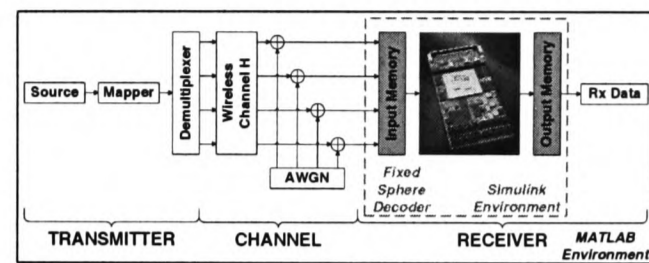 Source
Mapper
Demultiplexer
Wireless
Channel H
AWGN
Input Memory
Output Memory
Rx Data
Fixed
Sphere
Decoder
Simulink
Environment
TRANSMITTER
CHANNEL
RECEIVER
MATLAB
Environment